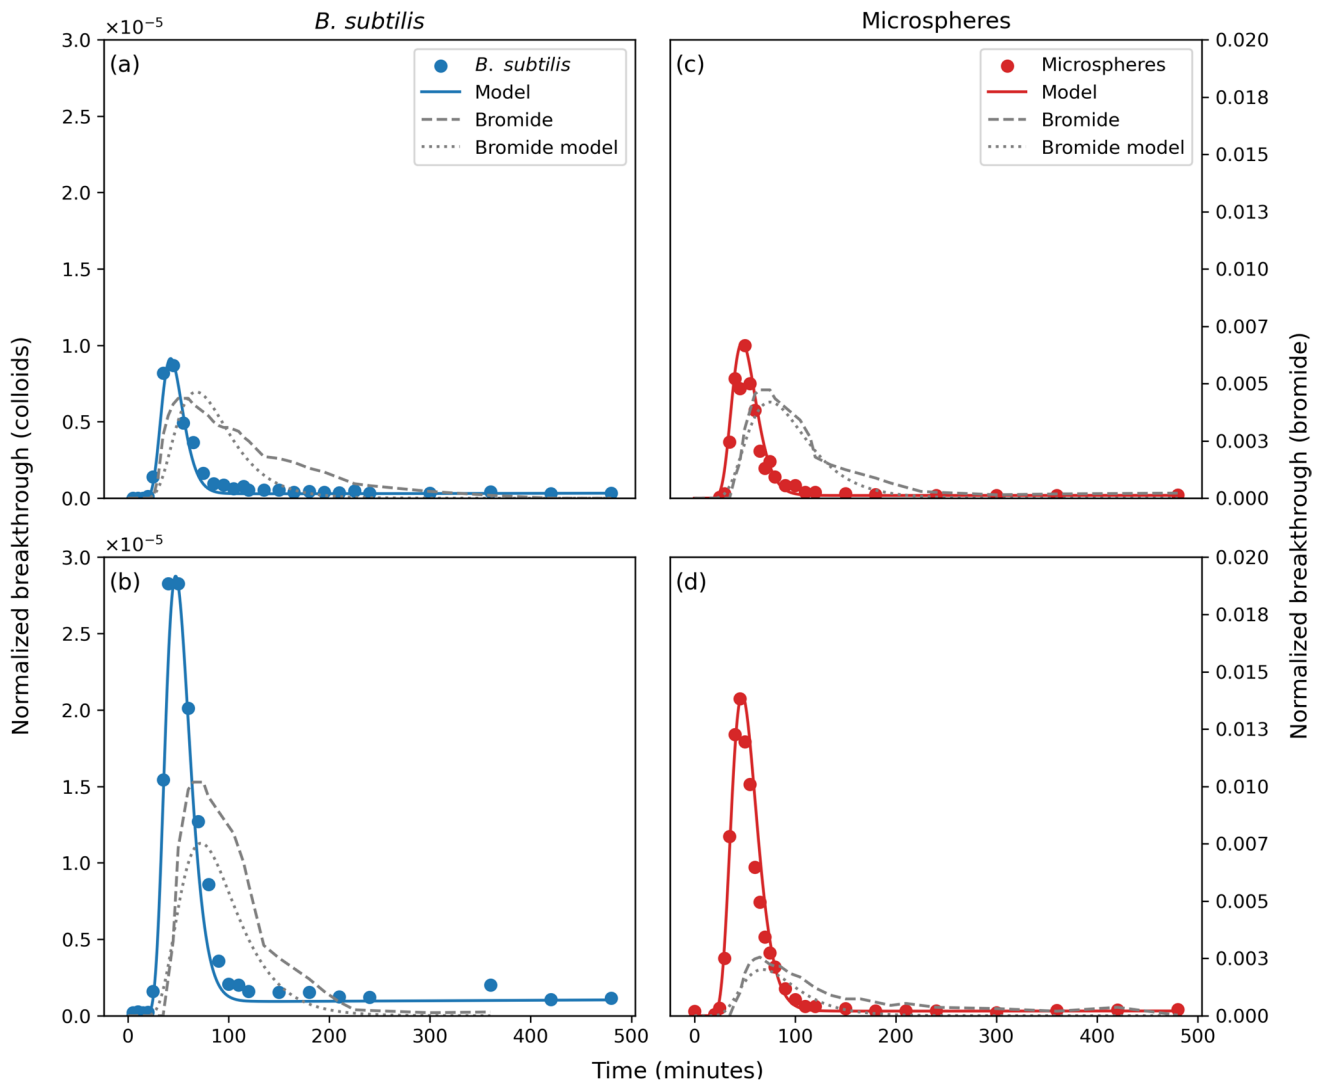 B. subtilis
Microspheres
×10⁻⁵
(a)
B. subtilis
Model
Bromide
Bromide model
3.0
2.5
2.0
1.5
1.0
0.5
0.0
(c)
Microspheres
Model
Bromide
Bromide model
0.020
0.018
0.015
0.013
0.010
0.007
0.005
0.003
0.000
×10⁻⁵
(b)
3.0
2.5
2.0
1.5
1.0
0.5
0.0
0 100 200 300 400 500
(d)
0.020
0.018
0.015
0.013
0.010
0.007
0.005
0.003
0.000
0 100 200 300 400 500
Normalized breakthrough (colloids)
Normalized breakthrough (bromide)
Time (minutes)